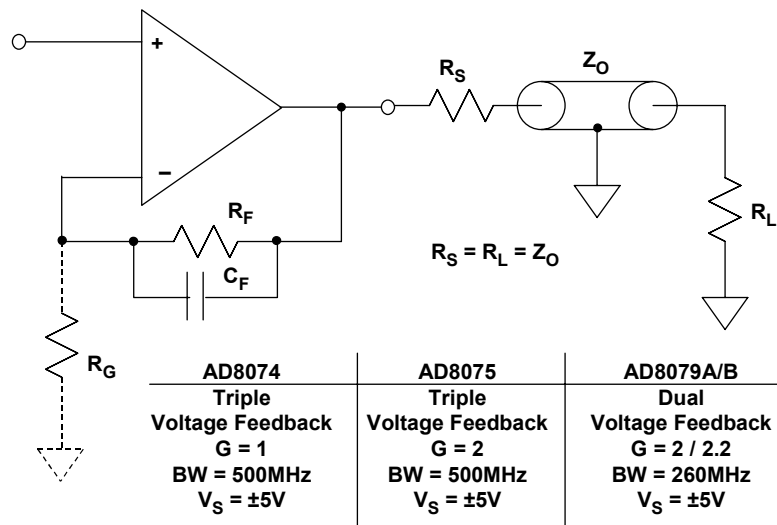 +
−
R_S
Z_O
R_L
R_F
C_F
R_S = R_L = Z_O
R_G
AD8074 AD8075 AD8079A/B
Triple Triple Dual
Voltage Feedback Voltage Feedback Voltage Feedback
G = 1 G = 2 G = 2 / 2.2
BW = 500MHz BW = 500MHz BW = 260MHz
V_S = ±5V V_S = ±5V V_S = ±5V